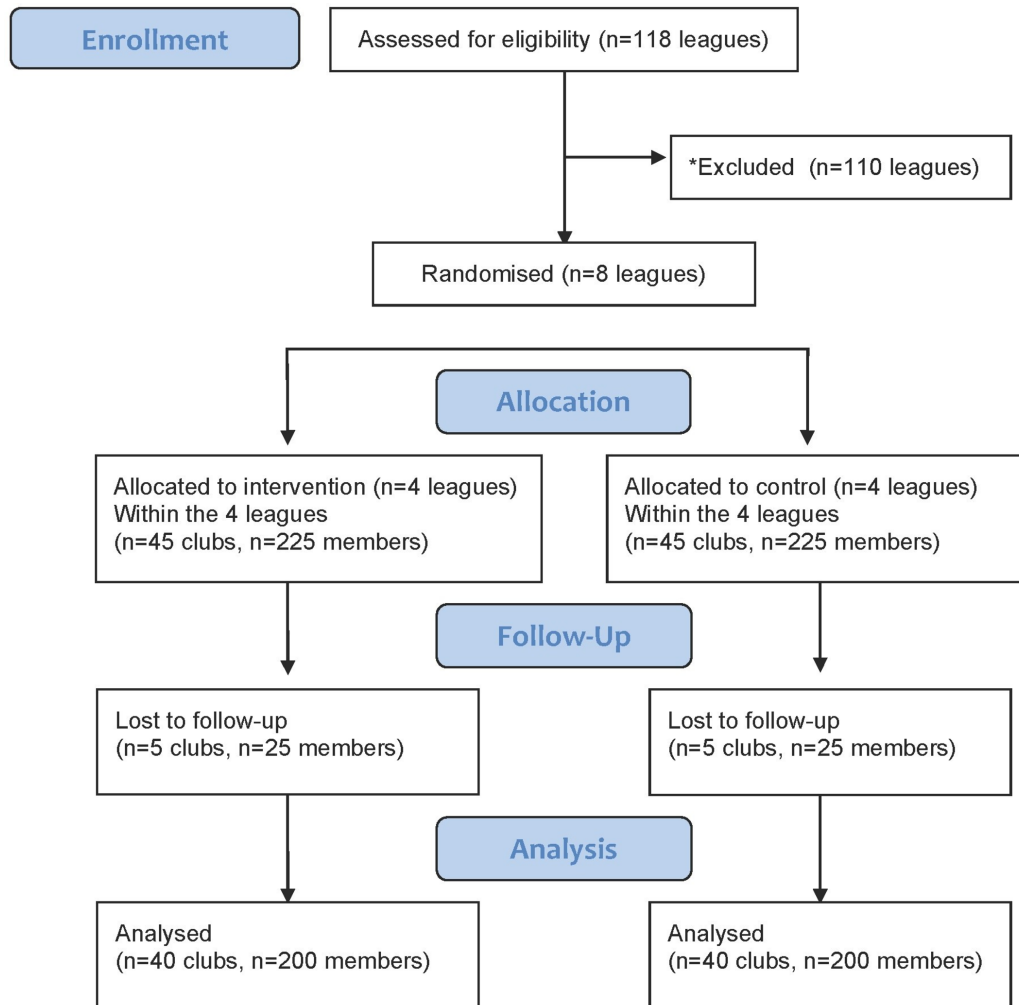 Enrollment
Assessed for eligibility (n=118 leagues)
*Excluded (n=110 leagues)
Randomised (n=8 leagues)
Allocation
Allocated to intervention (n=4 leagues)
Within the 4 leagues
(n=45 clubs, n=225 members)
Allocated to control (n=4 leagues)
Within the 4 leagues
(n=45 clubs, n=225 members)
Follow-Up
Lost to follow-up
(n=5 clubs, n=25 members)
Lost to follow-up
(n=5 clubs, n=25 members)
Analysis
Analysed
(n=40 clubs, n=200 members)
Analysed
(n=40 clubs, n=200 members)